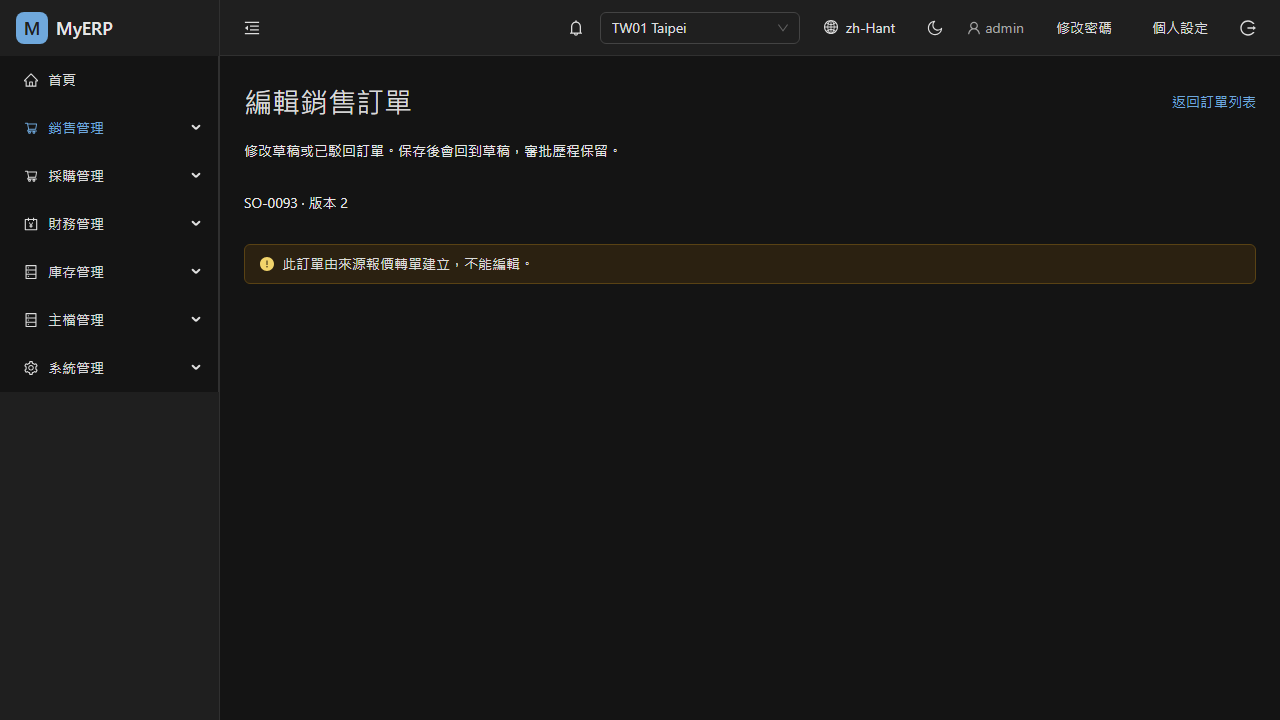 M MyERP
TW01 Taipei
zh-Hant
admin
修改密碼
個人設定
首頁
銷售管理
採購管理
財務管理
庫存管理
主檔管理
系統管理
編輯銷售訂單
返回訂單列表
修改草稿或已駁回訂單。保存後會回到草稿，審批歷程保留。
SO-0093 · 版本 2
此訂單由來源報價轉單建立，不能編輯。